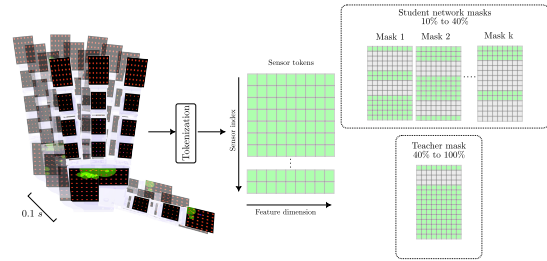 Student network masks
10% to 40%
Mask 1 Mask 2 Mask k
....
Sensor tokens
Tokenization
Sensor index
Feature dimension
0.1 s
Teacher mask
40% to 100%